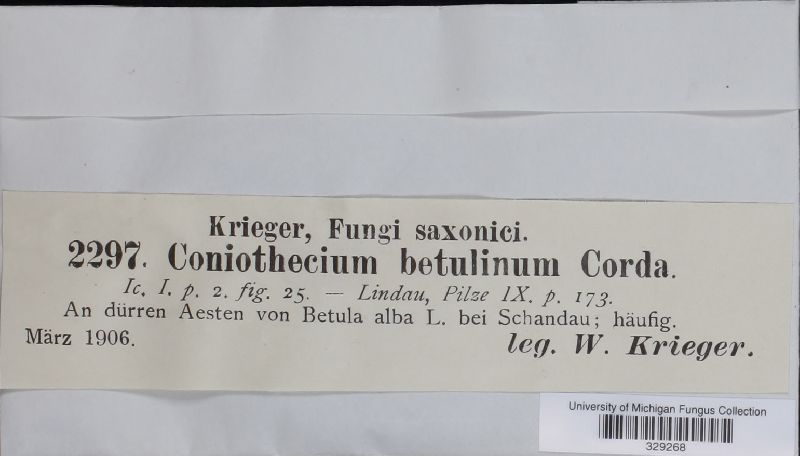 Krieger, Fungi saxonici.
2297. Coniothecium betulinum Corda.
Ic. I. p. 2. fig. 25. — Lindau, Pilze IX. p. 173.
An dürren Aesten von Betula alba L. bei Schandau; häufig.
März 1906.
leg. W. Krieger.
University of Michigan Fungus Collection
329268